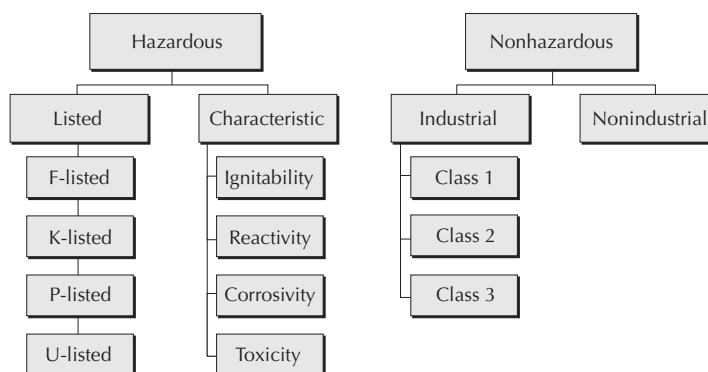 Hazardous
Nonhazardous
Listed
Characteristic
Industrial
Nonindustrial
F-listed
Ignitability
Class 1
K-listed
Reactivity
Class 2
P-listed
Corrosivity
Class 3
U-listed
Toxicity